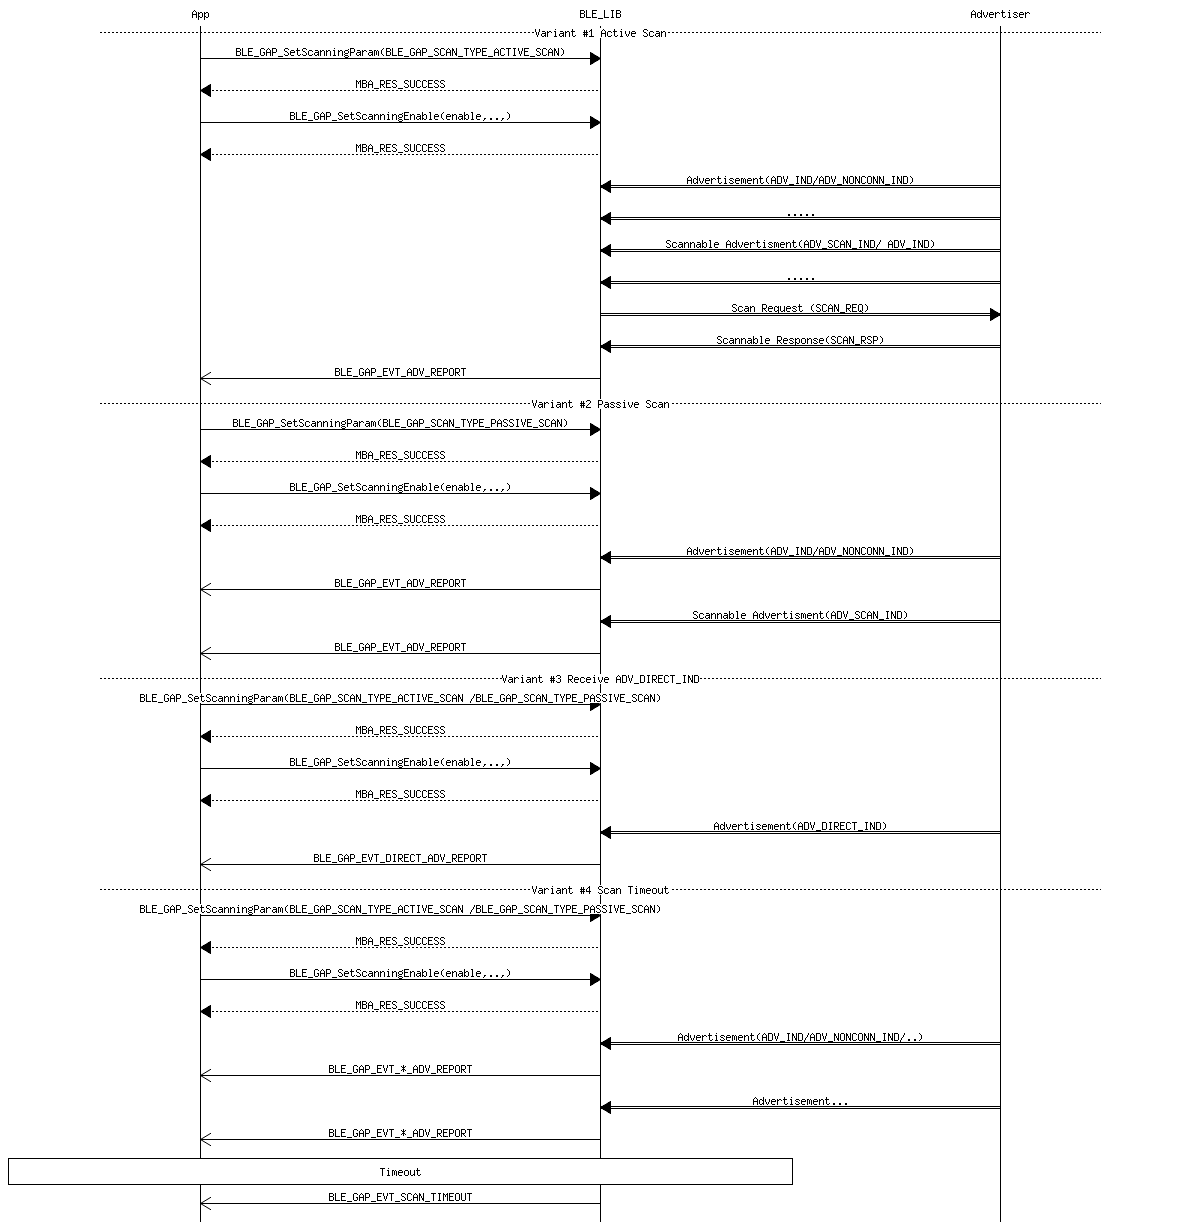 App BLE_LIB Advertiser
Variant #1 Active Scan
BLE_GAP_SetScanningParam(BLE_GAP_SCAN_TYPE_ACTIVE_SCAN)
MBA_RES_SUCCESS
BLE_GAP_SetScanningEnable(enable,..,)
MBA_RES_SUCCESS
Advertisement(ADV_IND/ADV_NONCONN_IND)
.....
Scannable Advertisment(ADV_SCAN_IND/ ADV_IND)
.....
Scan Request (SCAN_REQ)
Scannable Response(SCAN_RSP)
BLE_GAP_EVT_ADV_REPORT
Variant #2 Passive Scan
BLE_GAP_SetScanningParam(BLE_GAP_SCAN_TYPE_PASSIVE_SCAN)
MBA_RES_SUCCESS
BLE_GAP_SetScanningEnable(enable,..,)
MBA_RES_SUCCESS
Advertisement(ADV_IND/ADV_NONCONN_IND)
BLE_GAP_EVT_ADV_REPORT
Scannable Advertisment(ADV_SCAN_IND)
BLE_GAP_EVT_ADV_REPORT
Variant #3 Receive ADV_DIRECT_IND
BLE_GAP_SetScanningParam(BLE_GAP_SCAN_TYPE_ACTIVE_SCAN /BLE_GAP_SCAN_TYPE_PASSIVE_SCAN)
MBA_RES_SUCCESS
BLE_GAP_SetScanningEnable(enable,..,)
MBA_RES_SUCCESS
Advertisement(ADV_DIRECT_IND)
BLE_GAP_EVT_DIRECT_ADV_REPORT
Variant #4 Scan Timeout
BLE_GAP_SetScanningParam(BLE_GAP_SCAN_TYPE_ACTIVE_SCAN /BLE_GAP_SCAN_TYPE_PASSIVE_SCAN)
MBA_RES_SUCCESS
BLE_GAP_SetScanningEnable(enable,..,)
MBA_RES_SUCCESS
Advertisement(ADV_IND/ADV_NONCONN_IND/..)
BLE_GAP_EVT_*_ADV_REPORT
Advertisement...
BLE_GAP_EVT_*_ADV_REPORT
Timeout
BLE_GAP_EVT_SCAN_TIMEOUT